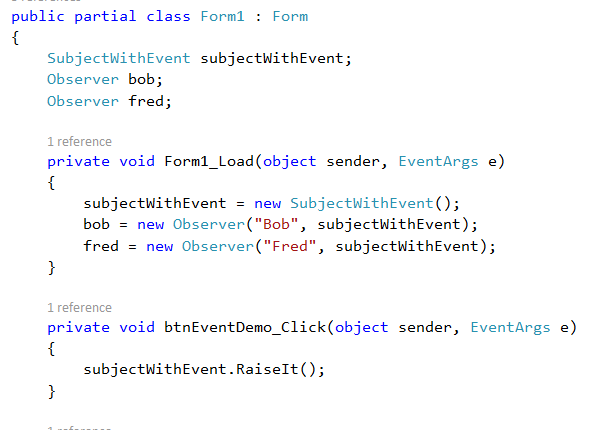 public partial class Form1 : Form
{
    SubjectWithEvent subjectWithEvent;
    Observer bob;
    Observer fred;
    1 reference
    private void Form1_Load(object sender, EventArgs e)
    {
        subjectWithEvent = new SubjectWithEvent();
        bob = new Observer("Bob", subjectWithEvent);
        fred = new Observer("Fred", subjectWithEvent);
    }
    1 reference
    private void btnEventDemo_Click(object sender, EventArgs e)
    {
        subjectWithEvent.RaiseIt();
    }